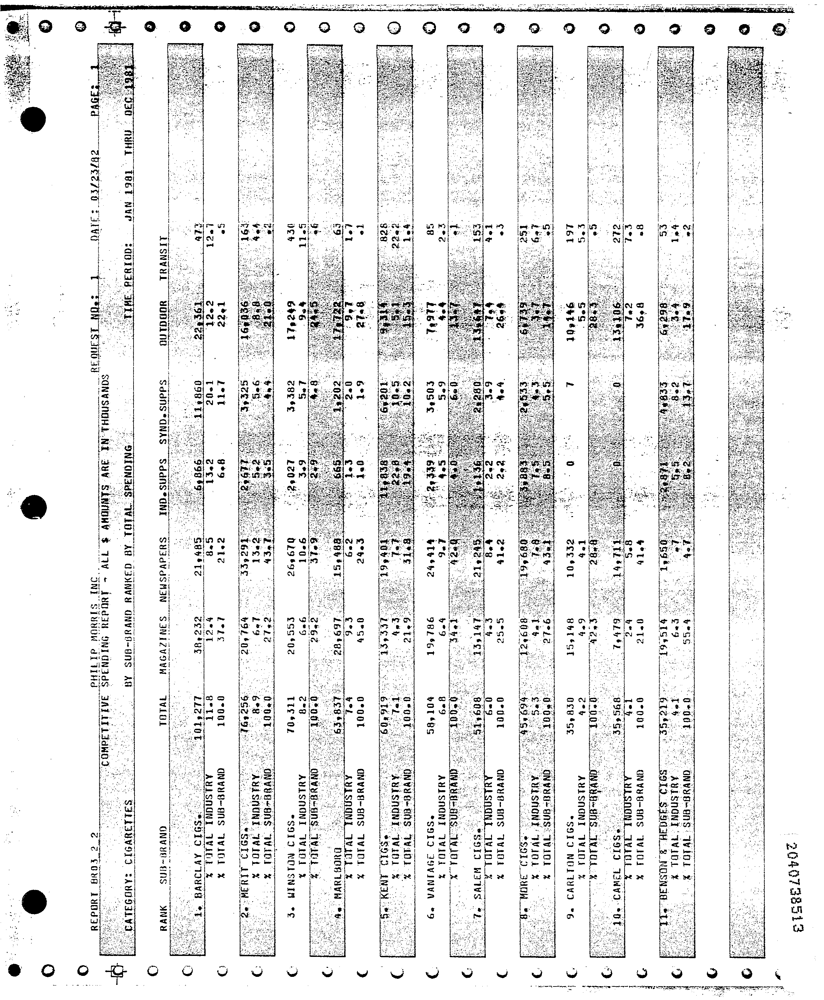 REPORT BR03_2_2 PHILIP MORRIS INC REQUEST NO.: 1 DATE: 03/23/82 PAGE: 1
COMPETITIVE SPENDING REPORT - ALL $ AMOUNTS ARE IN THOUSANDS
CATEGORY: CIGARETTES BY SUB-BRAND RANKED BY TOTAL SPENDING TIME PERIOD: JAN 1981 THRU DEC 1981
RANK SUB-BRAND TOTAL MAGAZINES NEWSPAPERS IND.SUPPS SYND.SUPPS OUTDOOR TRANSIT
1. BARCLAY CIGS. 101,277 38,232 21,485 6,866 11,860 22,361 473
% TOTAL INDUSTRY 11.8 12.4 8.5 13.2 20.1 12.2 12.7
% TOTAL SUB-BRAND 100.0 37.7 21.2 6.8 11.7 22.1 .5
2. MERIT CIGS. 76,256 20,764 33,291 2,677 3,325 16,036 163
% TOTAL INDUSTRY 8.9 6.7 13.2 5.2 5.6 8.8 4.4
% TOTAL SUB-BRAND 100.0 27.2 43.7 3.5 4.4 21.0 .2
3. WINSTON CIGS. 70,311 20,553 26,670 2,027 3,382 17,249 430
% TOTAL INDUSTRY 8.2 6.6 10.6 3.9 5.7 9.4 11.5
% TOTAL SUB-BRAND 100.0 29.2 37.9 2.9 4.8 24.5 .6
4. MARLBORO 63,837 28,697 15,488 665 1,202 17,722 63
% TOTAL INDUSTRY 7.4 9.3 6.2 1.3 2.0 9.7 1.7
% TOTAL SUB-BRAND 100.0 45.0 24.3 1.0 1.9 27.8 .1
5. KENT CIGS. 60,919 13,337 19,401 11,838 6,201 9,314 828
% TOTAL INDUSTRY 7.1 4.3 7.7 22.8 10.5 5.1 22.2
% TOTAL SUB-BRAND 100.0 21.9 31.8 19.4 10.2 15.3 1.4
6. VANTAGE CIGS. 58,104 19,786 24,414 2,339 3,503 7,977 85
% TOTAL INDUSTRY 6.8 6.4 9.7 4.5 5.9 4.4 2.3
% TOTAL SUB-BRAND 100.0 34.1 42.0 4.0 6.0 13.7 .1
7. SALEM CIGS. 51,608 13,147 21,245 1,136 2,280 13,647 153
% TOTAL INDUSTRY 6.0 4.3 8.4 2.2 3.9 7.4 4.1
% TOTAL SUB-BRAND 100.0 25.5 41.2 2.2 4.4 26.4 .3
8. MORE CIGS. 45,694 12,608 19,680 3,883 2,533 6,739 251
% TOTAL INDUSTRY 5.3 4.1 7.8 7.5 4.3 3.7 6.7
% TOTAL SUB-BRAND 100.0 27.6 43.1 8.5 5.5 14.7 .5
9. CARLTON CIGS. 35,830 15,148 10,332 0 7 10,146 197
% TOTAL INDUSTRY 4.2 4.9 4.1 5.5 5.3
% TOTAL SUB-BRAND 100.0 42.3 28.8 28.3 .5
10. CAMEL CIGS. 35,568 7,479 14,711 0 0 13,106 272
% TOTAL INDUSTRY 4.1 2.4 5.8 7.2 7.3
% TOTAL SUB-BRAND 100.0 21.0 41.4 36.8 .8
11. BENSON & HEDGES CIGS 35,219 19,514 1,650 2,871 4,833 6,298 53
% TOTAL INDUSTRY 4.1 6.3 .7 5.5 8.2 3.4 1.4
% TOTAL SUB-BRAND 100.0 55.4 4.7 8.2 13.7 17.9 .2
2040738513